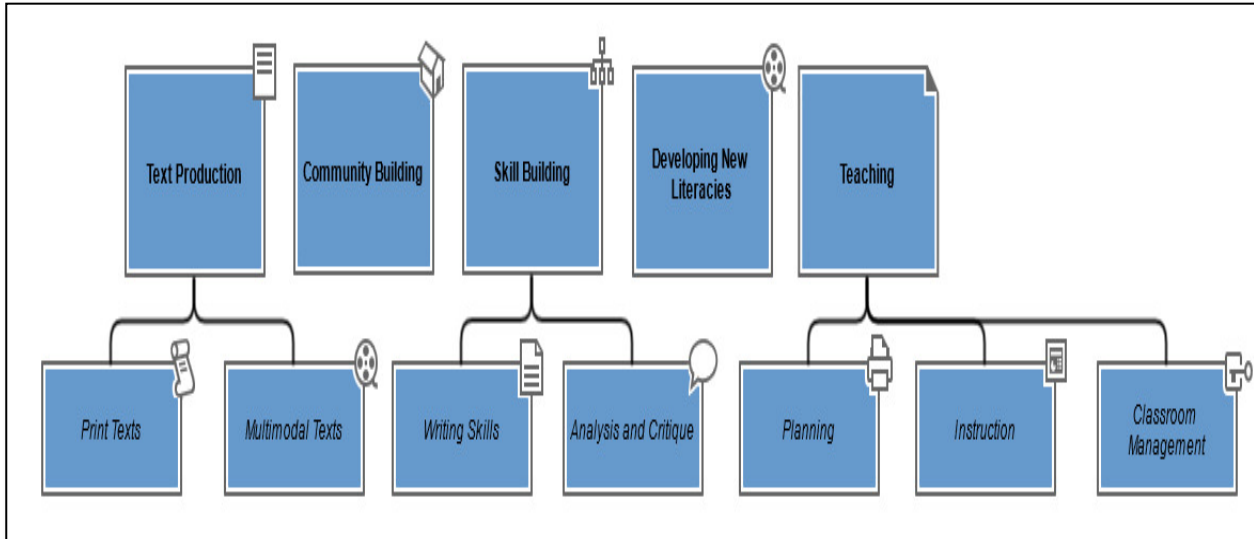 Text Production
Community Building
Skill Building
Developing New
Literacies
Teaching
Print Texts
Multimodal Texts
Writing Skills
Analysis and Critique
Planning
Instruction
Classroom
Management